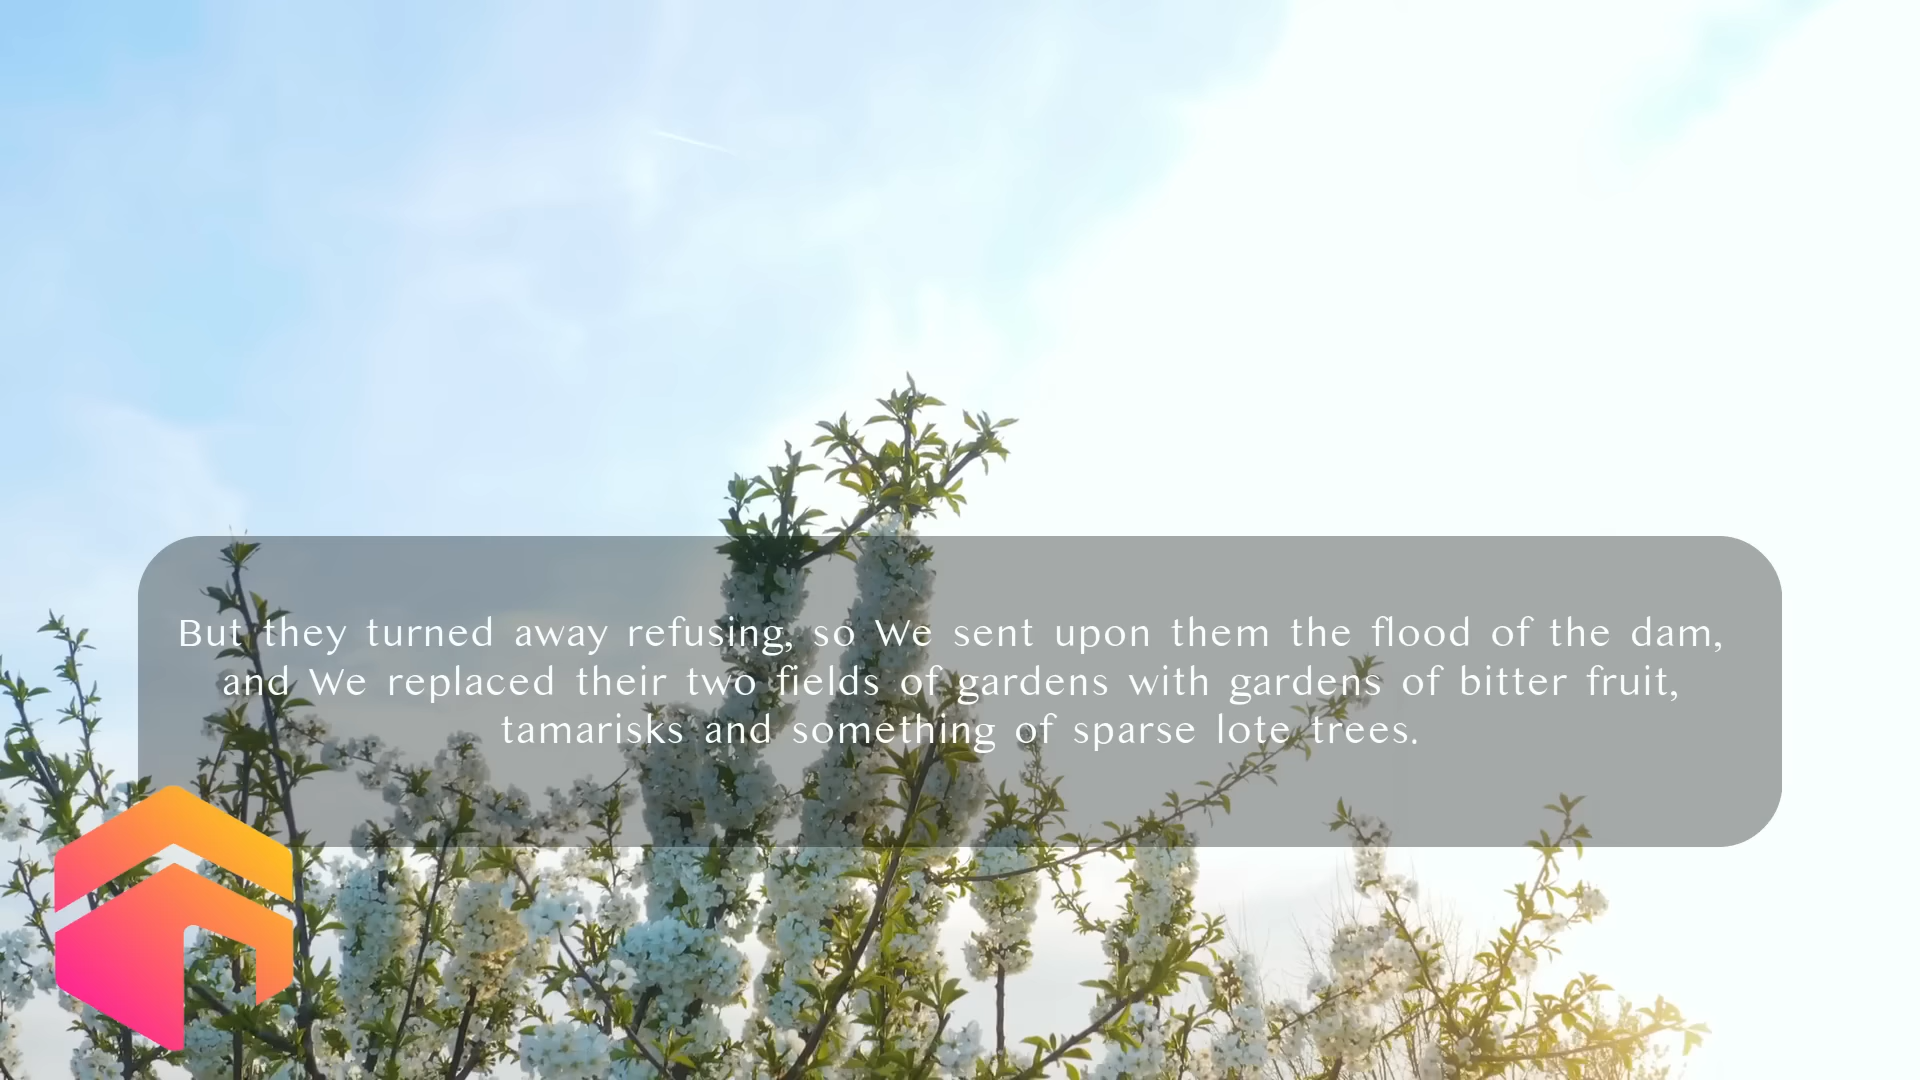 But they turned away refusing, so We sent upon them the flood of the dam,
and We replaced their two fields of gardens with gardens of bitter fruit,
tamarisks and something of sparse lote trees.